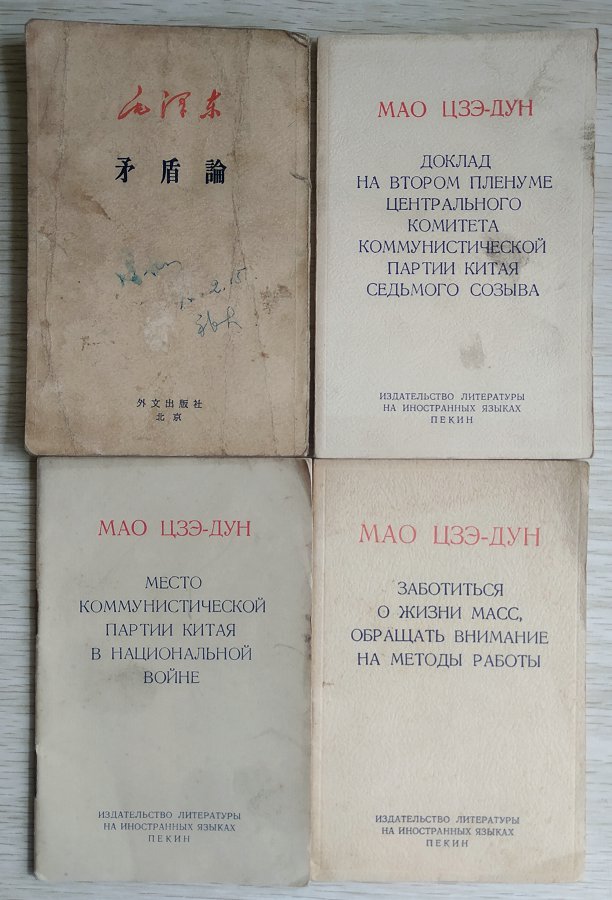 毛泽东
矛盾論
2.15.
外文出版社
北京
МАО ЦЗЭ-ДУН
ДОКЛАД
НА ВТОРОМ ПЛЕНУМЕ
ЦЕНТРАЛЬНОГО
КОМИТЕТА
КОММУНИСТИЧЕСКОЙ
ПАРТИИ КИТАЯ
СЕДЬМОГО СОЗЫВА
ИЗДАТЕЛЬСТВО ЛИТЕРАТУРЫ
НА ИНОСТРАННЫХ ЯЗЫКАХ
ПЕКИН
МАО ЦЗЭ-ДУН
МЕСТО
КОММУНИСТИЧЕСКОЙ
ПАРТИИ КИТАЯ
В НАЦИОНАЛЬНОЙ
ВОЙНЕ
ИЗДАТЕЛЬСТВО ЛИТЕРАТУРЫ
НА ИНОСТРАННЫХ ЯЗЫКАХ
ПЕКИН
МАО ЦЗЭ-ДУН
ЗАБОТИТЬСЯ
О ЖИЗНИ МАСС,
ОБРАЩАТЬ ВНИМАНИЕ
НА МЕТОДЫ РАБОТЫ
ИЗДАТЕЛЬСТВО ЛИТЕРАТУРЫ
НА ИНОСТРАННЫХ ЯЗЫКАХ
ПЕКИН